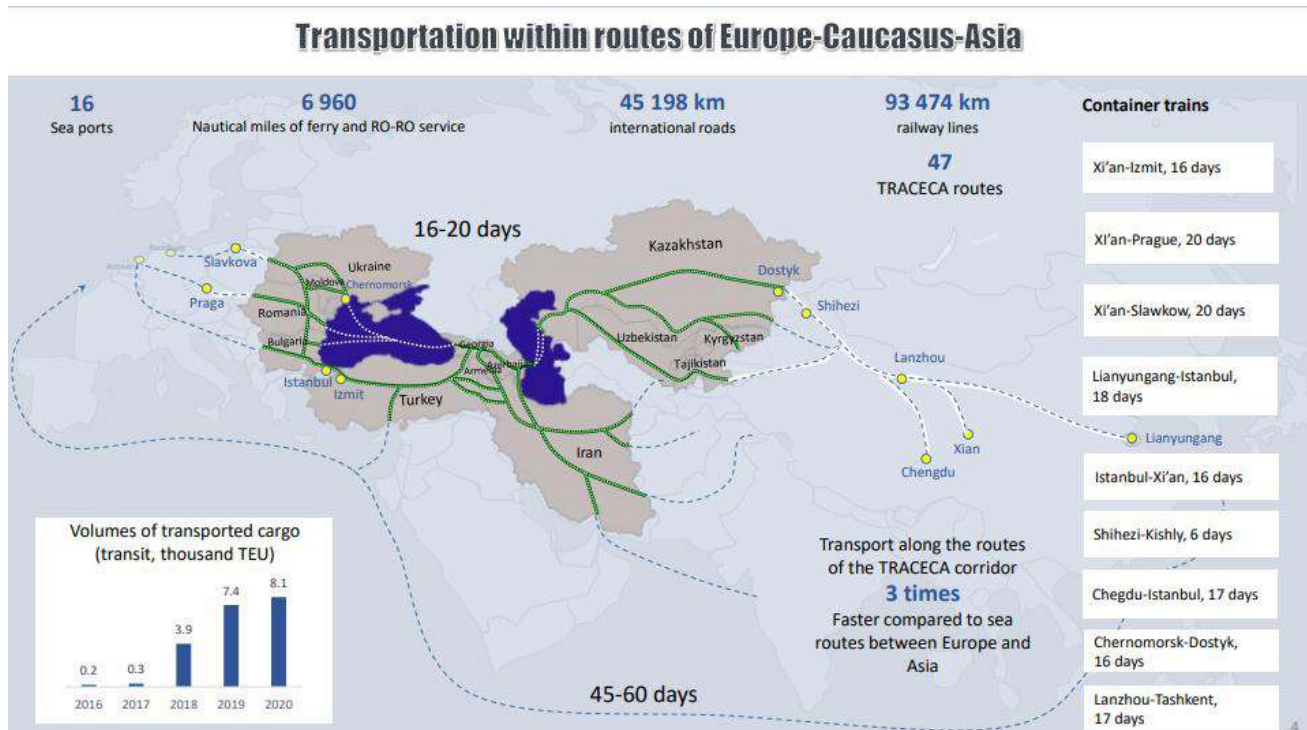 Transportation within routes of Europe-Caucasus-Asia
16
Sea ports
6 960
Nautical miles of ferry and RO-RO service
45 198 km
international roads
93 474 km
railway lines
47
TRACECA routes
Container trains
Xi'an-Izmit, 16 days
XI'an-Prague, 20 days
Xi'an-Slawkow, 20 days
Lianyungang-Istanbul,
18 days
Istanbul-Xi'an, 16 days
Shihezi-Kishly, 6 days
Chegdu-Istanbul, 17 days
Chernomorsk-Dostyk,
16 days
Lanzhou-Tashkent,
17 days
16-20 days
Slavkova
Praga
Ukraine
Moldova
Chernomorsk
Romania
Bulgaria
Istanbul
Izmit
Turkey
Georgia
Armenia
Azerbaijan
Iran
Kazakhstan
Dostyk
Shihezi
Uzbekistan
Kyrgyzstan
Tajikistan
Lanzhou
Xian
Chengdu
Lianyungang
Transport along the routes
of the TRACECA corridor
3 times
Faster compared to sea
routes between Europe and
Asia
45-60 days
Volumes of transported cargo
(transit, thousand TEU)
0.2
0.3
3.9
7.4
8.1
2016
2017
2018
2019
2020
4